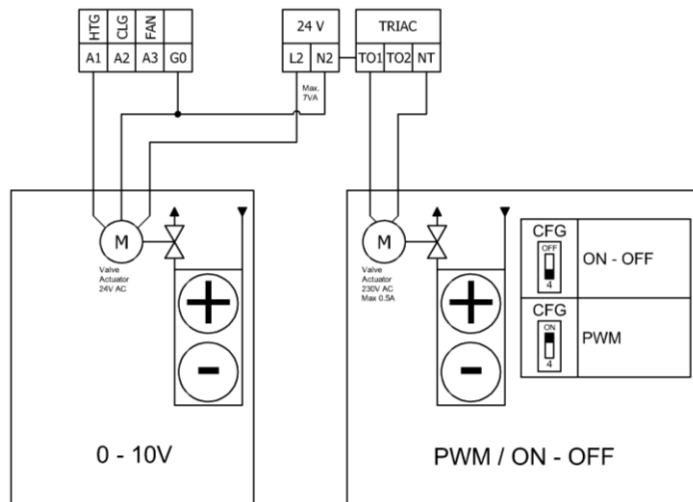 HTG CLG FAN
A1 A2 A3 G0
24 V
L2 N2
Max.
7VA
TRIAC
TO1 TO2 NT
M
Valve
Actuator
24V AC
0 - 10V
M
Valve
Actuator
230V AC
Max 0.5A
CFG
OFF
4
ON - OFF
CFG
ON
4
PWM
PWM / ON - OFF